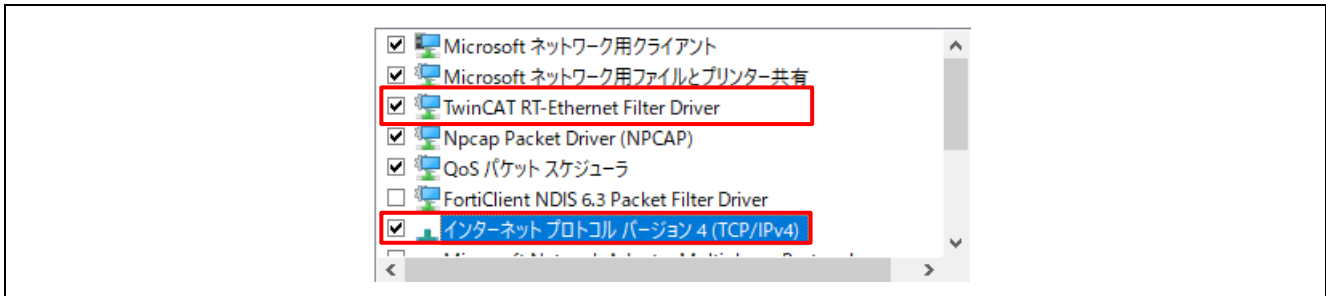 Microsoft ネットワーク用クライアント
Microsoft ネットワーク用ファイルとプリンター共有
TwinCAT RT-Ethernet Filter Driver
Npcap Packet Driver (NPCAP)
QoS パケット スケジューラ
FortiClient NDIS 6.3 Packet Filter Driver
インターネット プロトコル バージョン 4 (TCP/IPv4)